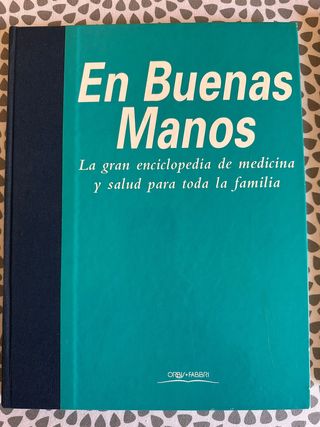 En Buenas
Manos
La gran enciclopedia de medicina
y salud para toda la familia
ORBIS•FABBRI